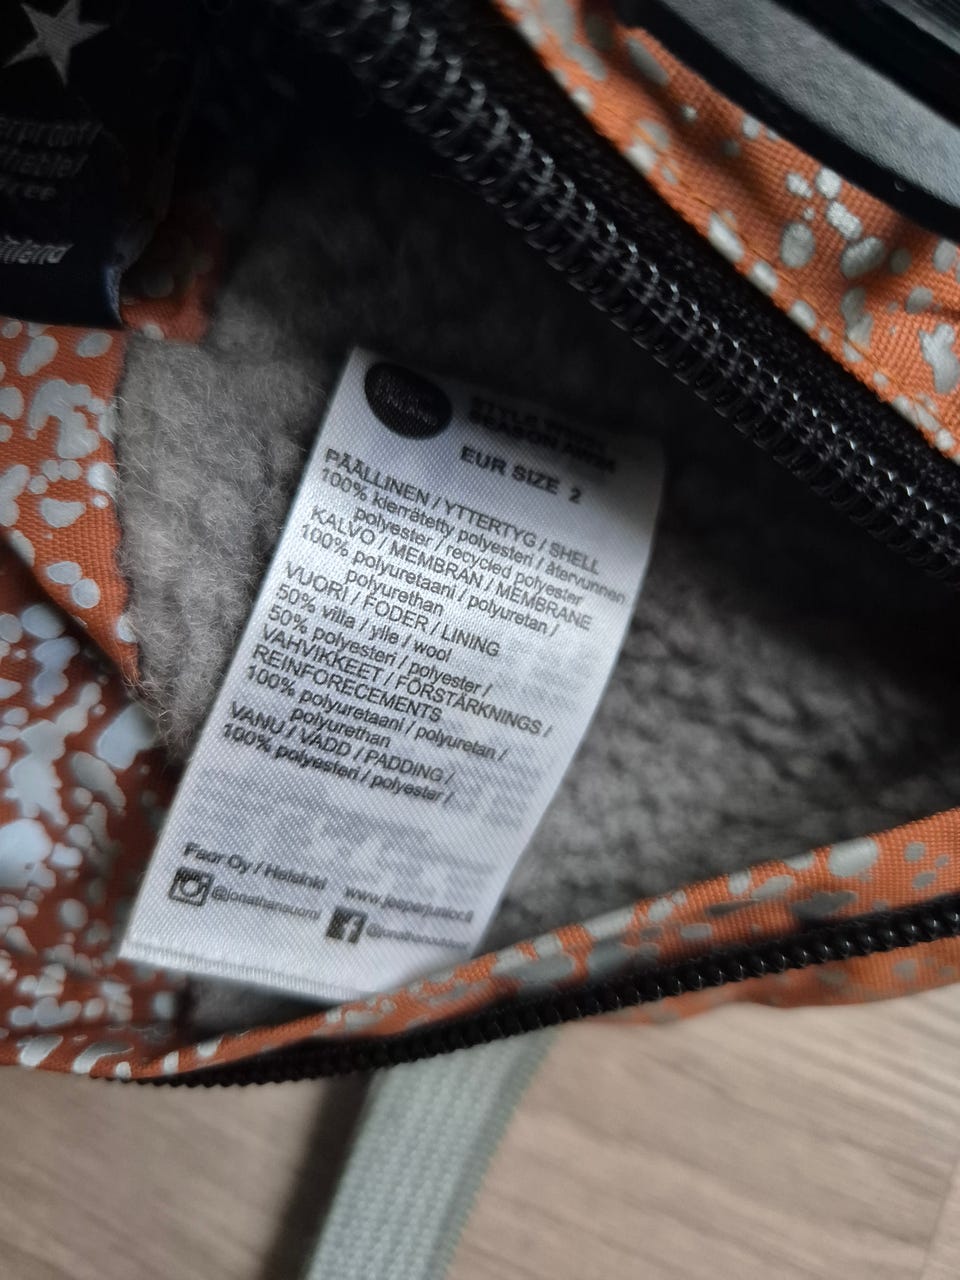 EUR SIZE 2
PÄÄLLINEN / YTTERTYG / SHELL
100% kierrätetty polyesteri / återvunnen
polyester / recycled polyester
KALVO / MEMBRAN / MEMBRANE
100% polyuretaani / polyuretan /
polyurethan
VUORI / FODER / LINING
50% villa / ylle / wool
50% polyesteri / polyester /
VAHVIKKEET / FÖRSTÄRKNINGS /
REINFORECEMENTS
100% polyuretaani / polyuretan /
polyurethan
VANU / VADD / PADDING /
100% polyesteri / polyester /
Faor Oy / Helsinki